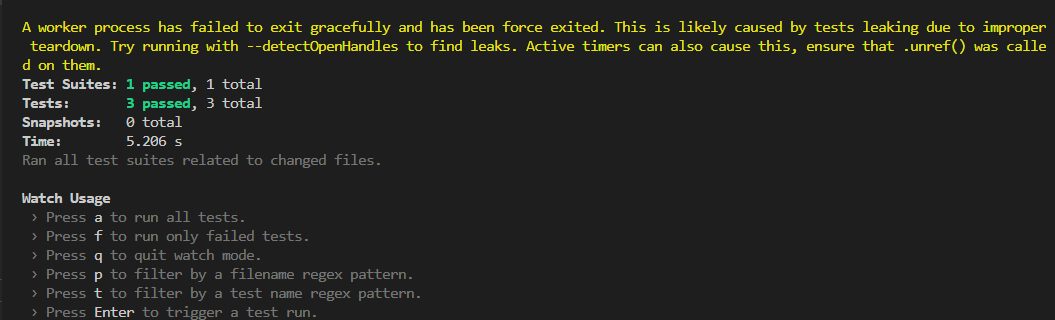 A worker process has failed to exit gracefully and has been force exited. This is likely caused by tests leaking due to improper
teardown. Try running with --detectOpenHandles to find leaks. Active timers can also cause this, ensure that .unref() was calle
d on them.
Test Suites: 1 passed, 1 total
Tests:       3 passed, 3 total
Snapshots:   0 total
Time:        5.206 s
Ran all test suites related to changed files.

Watch Usage
 › Press a to run all tests.
 › Press f to run only failed tests.
 › Press q to quit watch mode.
 › Press p to filter by a filename regex pattern.
 › Press t to filter by a test name regex pattern.
 › Press Enter to trigger a test run.